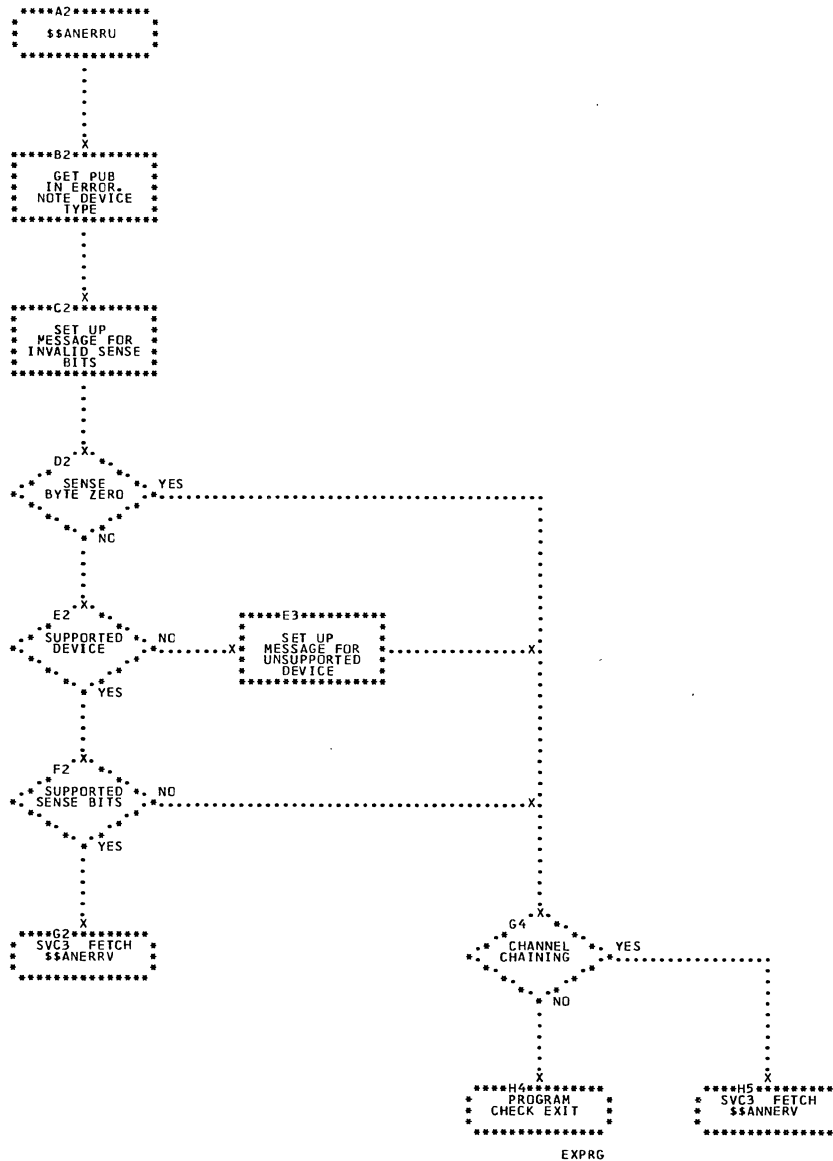 A2
$$ANERRU
B2
GET PUB
IN ERROR.
NOTE DEVICE
TYPE
C2
SET UP
MESSAGE FOR
INVALID SENSE
BITS
D2
SENSE
BYTE ZERO
YES
NO
E2
SUPPORTED
DEVICE
NO
YES
E3
SET UP
MESSAGE FOR
UNSUPPORTED
DEVICE
F2
SUPPORTED
SENSE BITS
NO
YES
G2
SVC3 FETCH
$$ANERRV
G4
CHANNEL
CHAINING
YES
NO
H4
PROGRAM
CHECK EXIT
H5
SVC3 FETCH
$$ANNERV
EXPRG